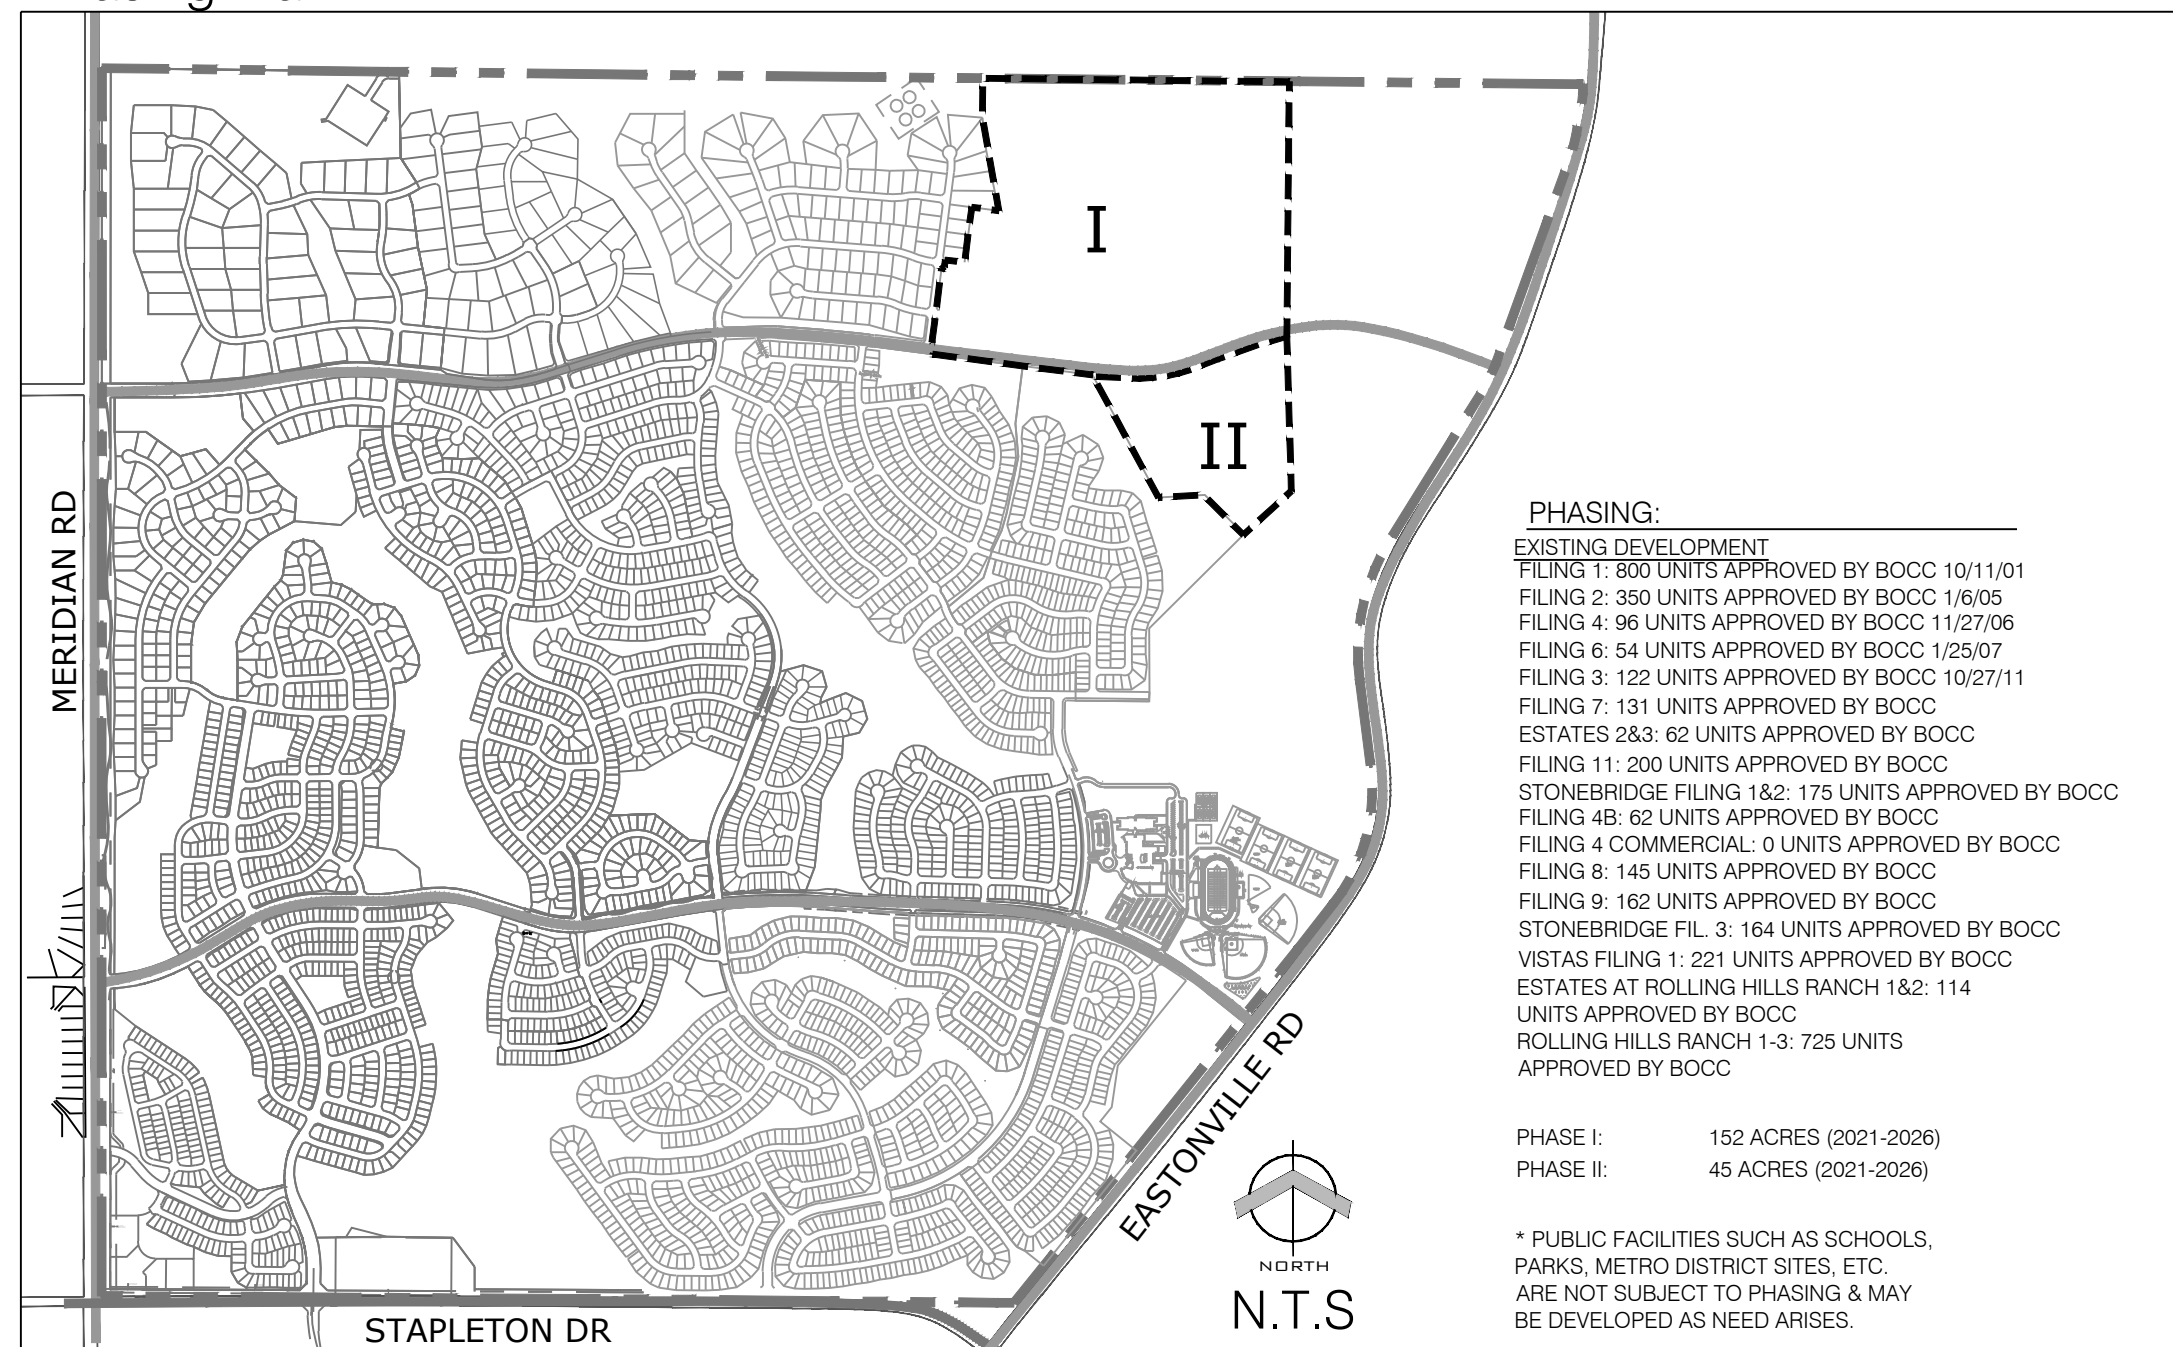 MERIDIAN RD
I
II
EASTONVILLE RD
STAPLETON DR
NORTH
N.T.S
PHASING:
EXISTING DEVELOPMENT
FILING 1: 800 UNITS APPROVED BY BOCC 10/11/01
FILING 2: 350 UNITS APPROVED BY BOCC 1/6/05
FILING 4: 96 UNITS APPROVED BY BOCC 11/27/06
FILING 6: 54 UNITS APPROVED BY BOCC 1/25/07
FILING 3: 122 UNITS APPROVED BY BOCC 10/27/11
FILING 7: 131 UNITS APPROVED BY BOCC
ESTATES 2&3: 62 UNITS APPROVED BY BOCC
FILING 11: 200 UNITS APPROVED BY BOCC
STONEBRIDGE FILING 1&2: 175 UNITS APPROVED BY BOCC
FILING 4B: 62 UNITS APPROVED BY BOCC
FILING 4 COMMERCIAL: 0 UNITS APPROVED BY BOCC
FILING 8: 145 UNITS APPROVED BY BOCC
FILING 9: 162 UNITS APPROVED BY BOCC
STONEBRIDGE FIL. 3: 164 UNITS APPROVED BY BOCC
VISTAS FILING 1: 221 UNITS APPROVED BY BOCC
ESTATES AT ROLLING HILLS RANCH 1&2: 114
UNITS APPROVED BY BOCC
ROLLING HILLS RANCH 1-3: 725 UNITS
APPROVED BY BOCC
PHASE I: 152 ACRES (2021-2026)
PHASE II: 45 ACRES (2021-2026)
* PUBLIC FACILITIES SUCH AS SCHOOLS,
PARKS, METRO DISTRICT SITES, ETC.
ARE NOT SUBJECT TO PHASING & MAY
BE DEVELOPED AS NEED ARISES.